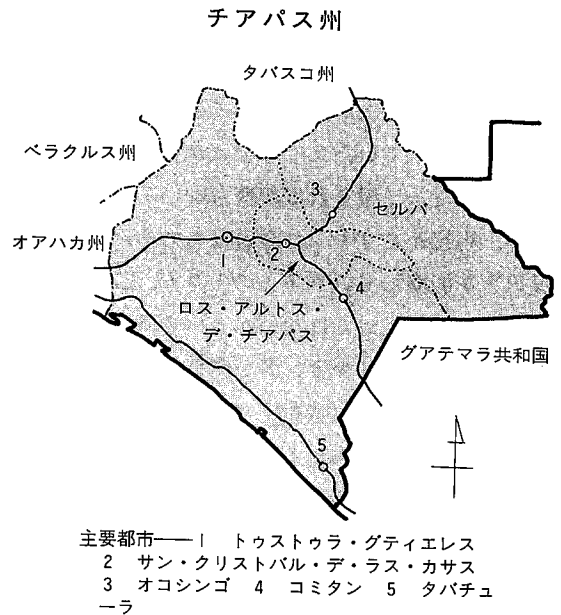 チアパス州
タバスコ州
ベラクルス州
3
セルバ
オアハカ州
1
2
4
ロス・アルトス・
デ・チアパス
グアテマラ共和国
5
主要都市――1 トゥストゥラ・グティエレス
2 サン・クリストバル・デ・ラス・カサス
3 オコシンゴ 4 コミタン 5 タパチュ
ーラ